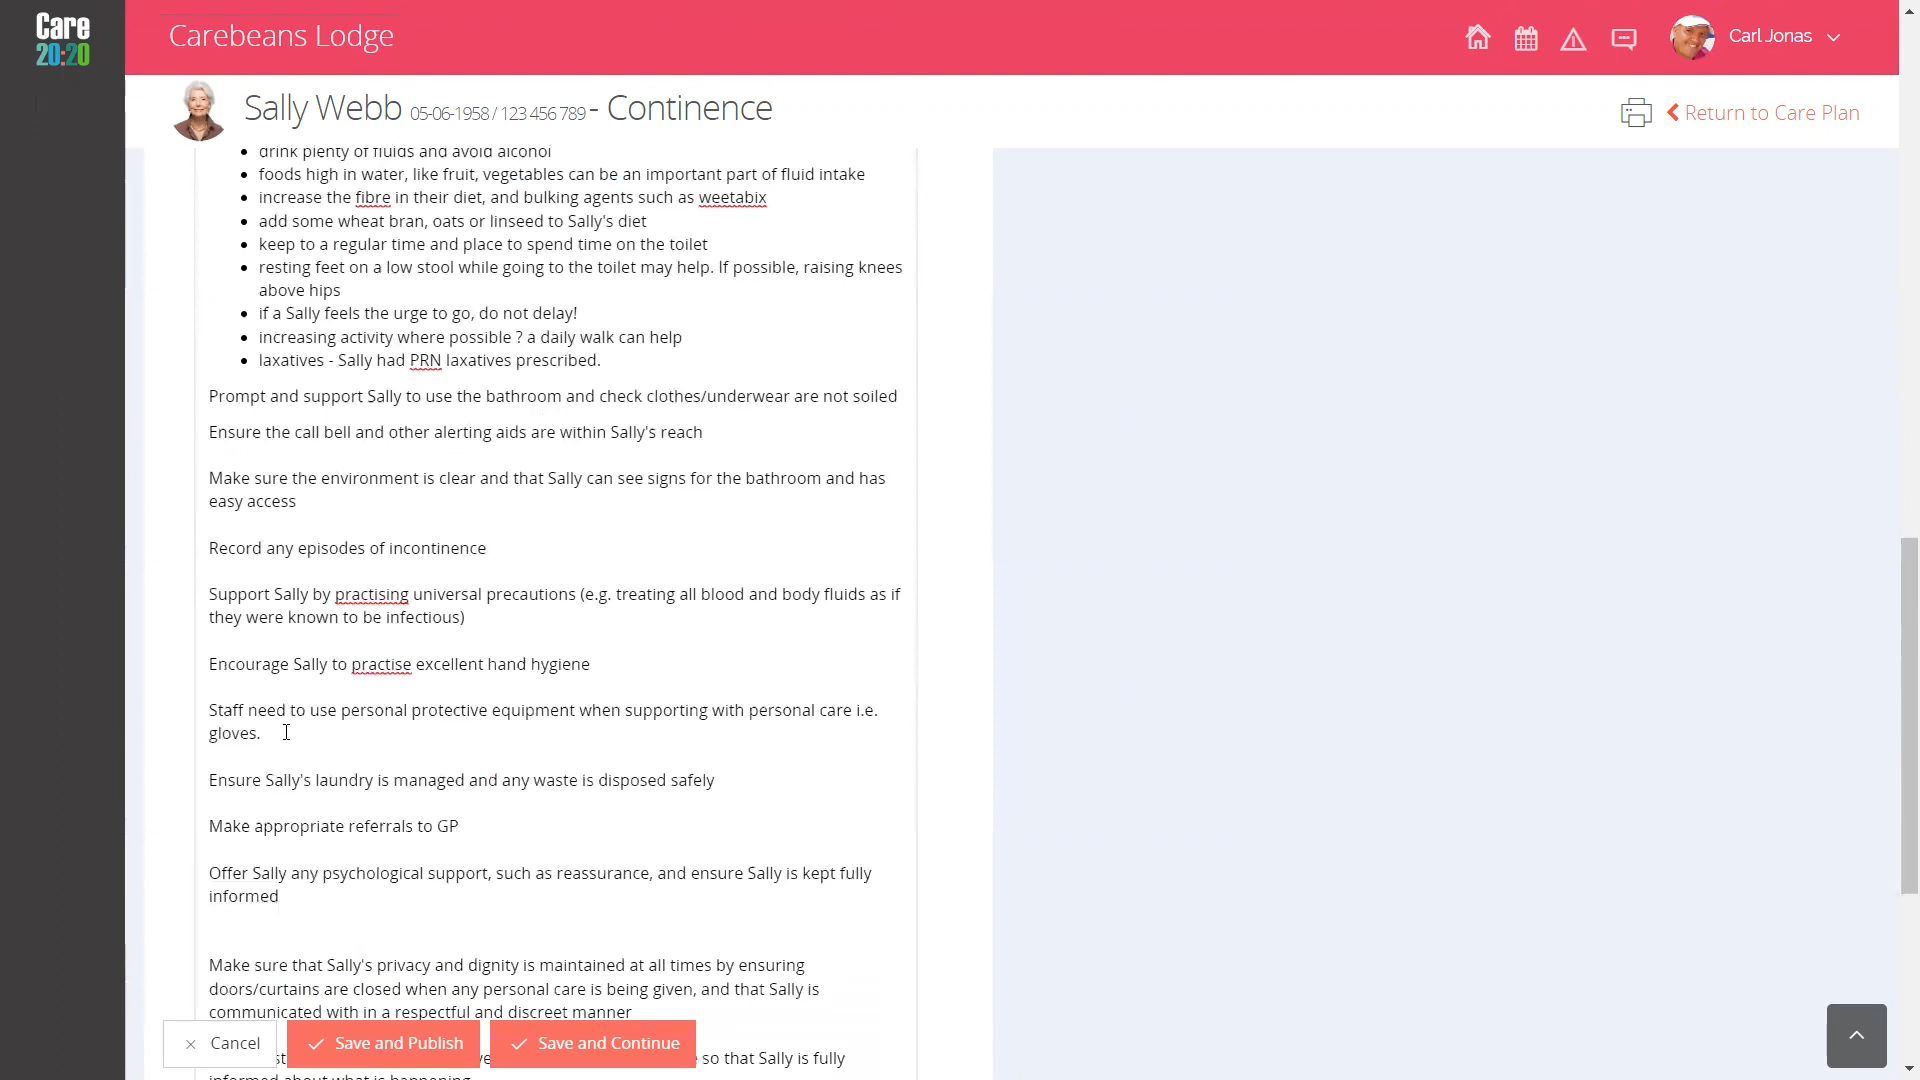 Care
20:20
Carebeans Lodge
Carl Jonas
Sally Webb 05-06-1958 / 123 456 789 - Continence
Return to Care Plan
drink plenty of fluids and avoid alcohol
foods high in water, like fruit, vegetables can be an important part of fluid intake
increase the fibre in their diet, and bulking agents such as weetabix
add some wheat bran, oats or linseed to Sally's diet
keep to a regular time and place to spend time on the toilet
resting feet on a low stool while going to the toilet may help. If possible, raising knees
above hips
if a Sally feels the urge to go, do not delay!
increasing activity where possible ? a daily walk can help
laxatives - Sally had PRN laxatives prescribed.
Prompt and support Sally to use the bathroom and check clothes/underwear are not soiled
Ensure the call bell and other alerting aids are within Sally's reach
Make sure the environment is clear and that Sally can see signs for the bathroom and has
easy access
Record any episodes of incontinence
Support Sally by practising universal precautions (e.g. treating all blood and body fluids as if
they were known to be infectious)
Encourage Sally to practise excellent hand hygiene
Staff need to use personal protective equipment when supporting with personal care i.e.
gloves.
Ensure Sally's laundry is managed and any waste is disposed safely
Make appropriate referrals to GP
Offer Sally any psychological support, such as reassurance, and ensure Sally is kept fully
informed
Make sure that Sally's privacy and dignity is maintained at all times by ensuring
doors/curtains are closed when any personal care is being given, and that Sally is
communicated with in a respectful and discreet manner
so that Sally is fully
informed about what is happening
Cancel
Save and Publish
Save and Continue